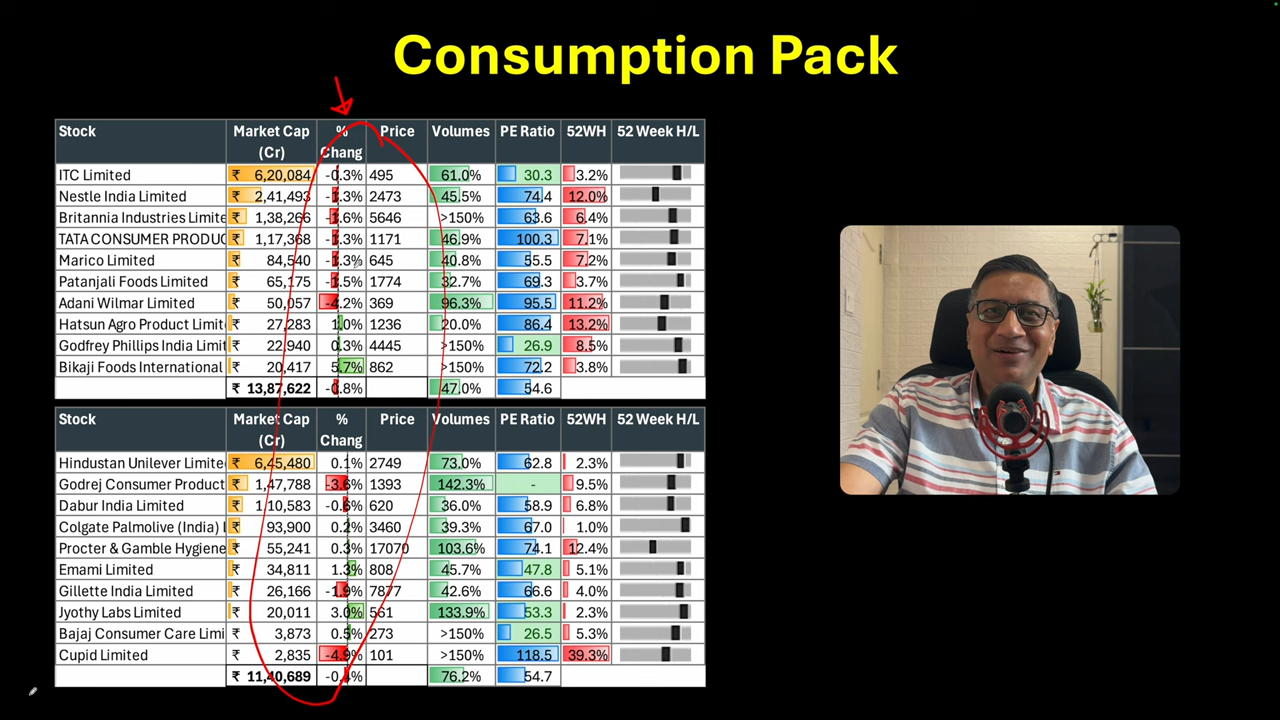 Consumption Pack
Stock Market Cap (Cr) % Chang Price Volumes PE Ratio 52WH 52 Week H/L
ITC Limited ₹ 6,20,084 -0.3% 495 61.0% 30.3 3.2%
Nestle India Limited ₹ 2,41,493 -1.3% 2473 45.5% 74.4 12.0%
Britannia Industries Limite ₹ 1,38,266 -1.6% 5646 >150% 63.6 6.4%
TATA CONSUMER PRODUC ₹ 1,17,368 -1.3% 1171 46.9% 100.3 7.1%
Marico Limited ₹ 84,540 -1.3% 645 40.8% 55.5 7.2%
Patanjali Foods Limited ₹ 65,175 -1.5% 1774 32.7% 69.3 3.7%
Adani Wilmar Limited ₹ 50,057 -4.2% 369 96.3% 95.5 11.2%
Hatsun Agro Product Limit ₹ 27,283 1.0% 1236 20.0% 86.4 13.2%
Godfrey Phillips India Limit ₹ 22,940 0.3% 4445 >150% 26.9 8.5%
Bikaji Foods International ₹ 20,417 5.7% 862 >150% 72.2 3.8%
₹ 13,87,622 -0.8% 47.0% 54.6
Stock Market Cap (Cr) % Chang Price Volumes PE Ratio 52WH 52 Week H/L
Hindustan Unilever Limite ₹ 6,45,480 0.1% 2749 73.0% 62.8 2.3%
Godrej Consumer Product ₹ 1,47,788 -3.6% 1393 142.3% - 9.5%
Dabur India Limited ₹ 1,10,583 -0.6% 620 36.0% 58.9 6.8%
Colgate Palmolive (India) ₹ 93,900 0.2% 3460 39.3% 67.0 1.0%
Procter & Gamble Hygiene ₹ 55,241 0.3% 17070 103.6% 74.1 12.4%
Emami Limited ₹ 34,811 1.3% 808 45.7% 47.8 5.1%
Gillette India Limited ₹ 26,166 -1.9% 7877 42.6% 66.6 4.0%
Jyothy Labs Limited ₹ 20,011 3.0% 561 133.9% 53.3 2.3%
Bajaj Consumer Care Limi ₹ 3,873 0.5% 273 >150% 26.5 5.3%
Cupid Limited ₹ 2,835 -4.9% 101 >150% 118.5 39.3%
₹ 11,40,689 76.2% 54.7